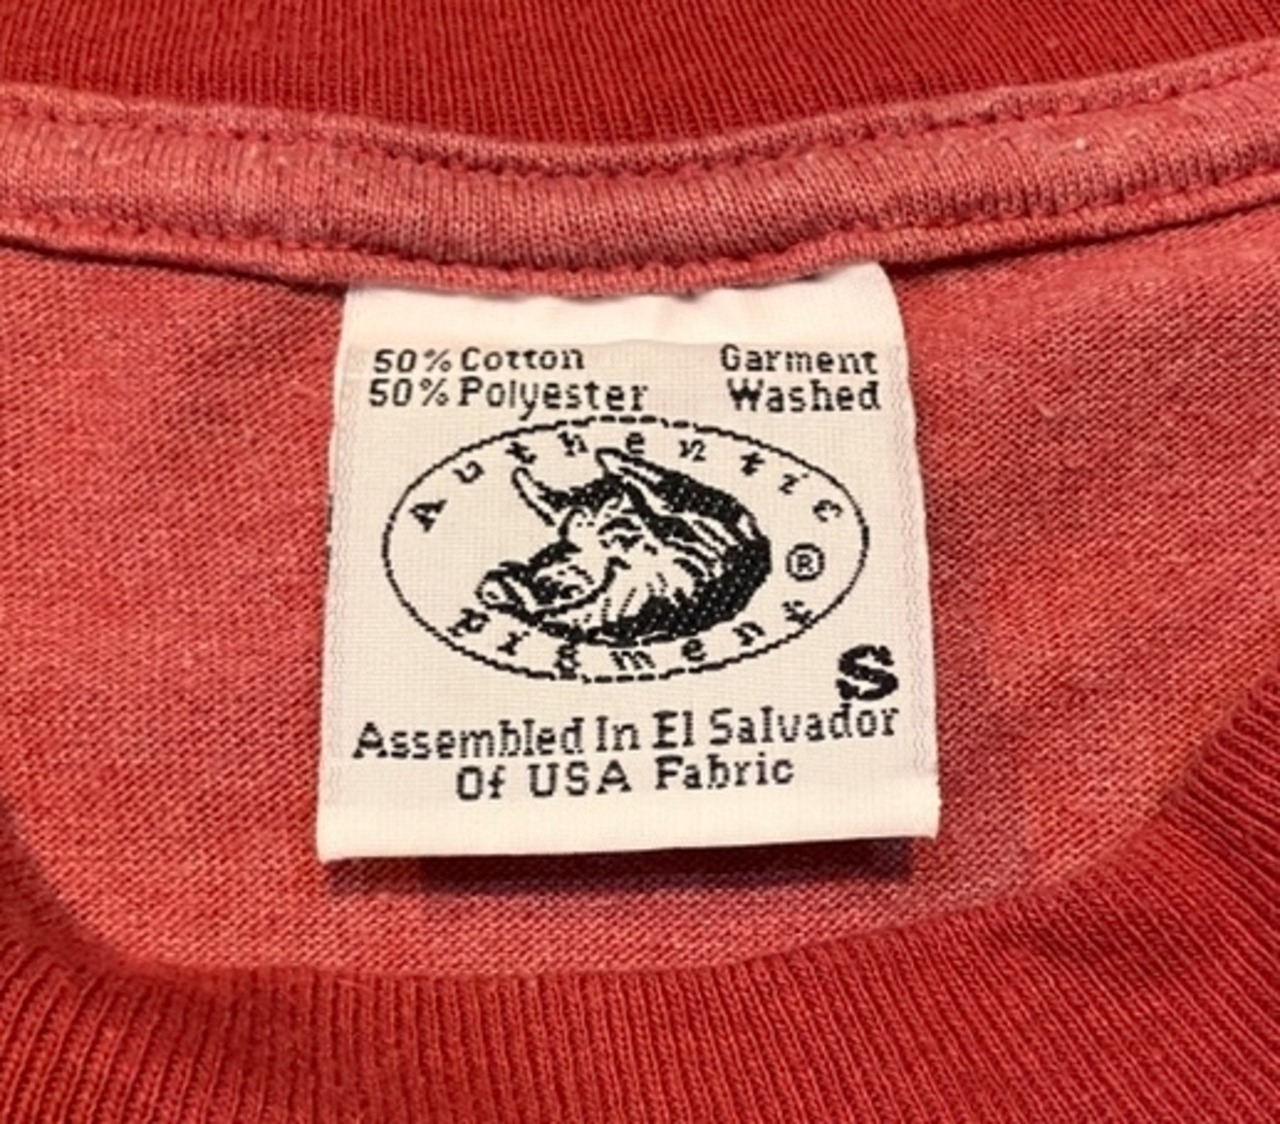 50% Cotton
50% Polyester
Garment
Washed
Authentic
pigment
®
S
Assembled In El Salvador
Of USA Fabric